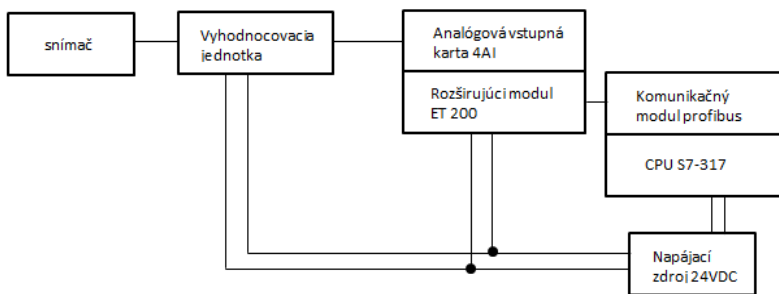 snímač
Vyhodnocovacia
jednotka
Analógová vstupná
karta 4AI
Rozširujúci modul
ET 200
Komunikačný
modul profibus
CPU S7-317
Napájací
zdroj 24VDC